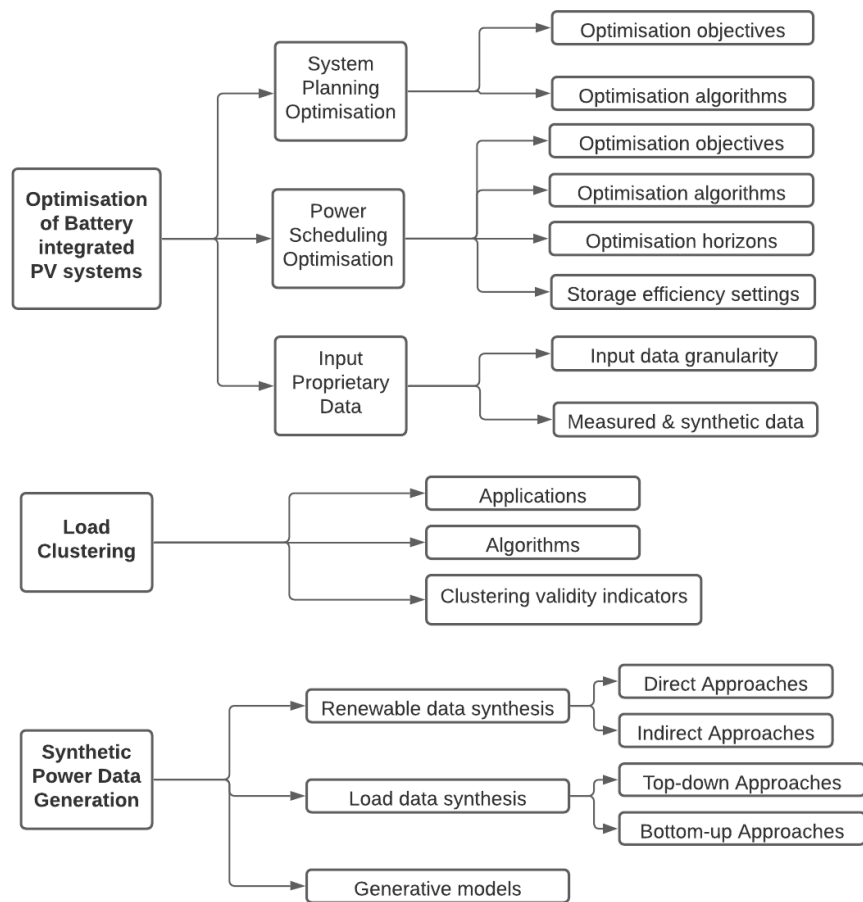 Optimisation
of Battery
integrated
PV systems
System
Planning
Optimisation
Optimisation objectives
Optimisation algorithms
Power
Scheduling
Optimisation
Optimisation objectives
Optimisation algorithms
Optimisation horizons
Storage efficiency settings
Input
Proprietary
Data
Input data granularity
Measured & synthetic data
Load
Clustering
Applications
Algorithms
Clustering validity indicators
Synthetic
Power Data
Generation
Renewable data synthesis
Direct Approaches
Indirect Approaches
Load data synthesis
Top-down Approaches
Bottom-up Approaches
Generative models